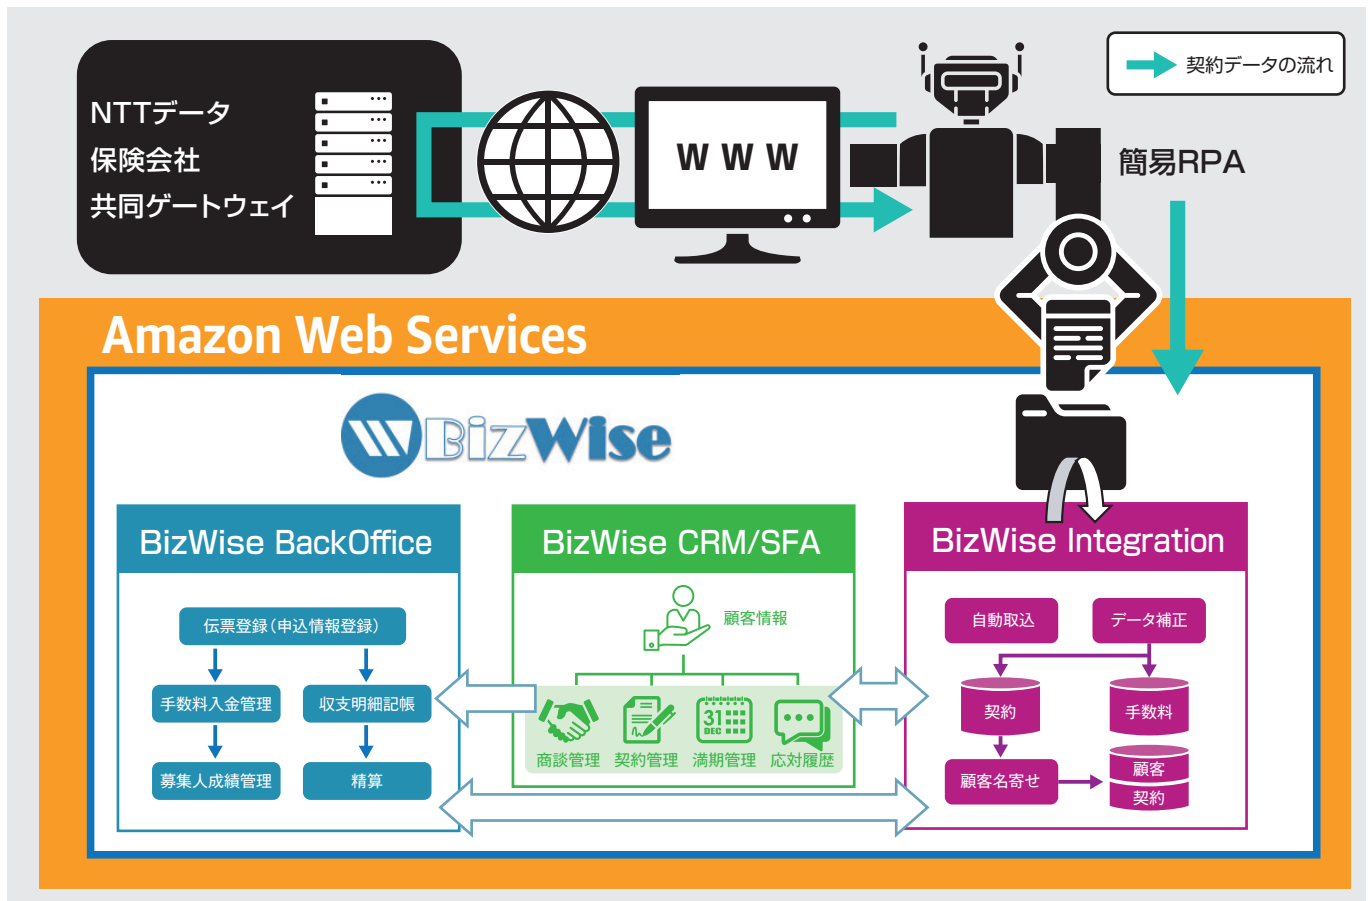 NTTデータ
保険会社
共同ゲートウェイ
W W W
簡易RPA
契約データの流れ
Amazon Web Services
W BizWise
BizWise BackOffice
伝票登録(申込情報登録)
手数料入金管理
収支明細記帳
募集人成績管理
精算
BizWise CRM/SFA
顧客情報
31
DEC
商談管理
契約管理
満期管理
応対履歴
BizWise Integration
自動取込
データ補正
契約
手数料
顧客名寄せ
顧客
契約